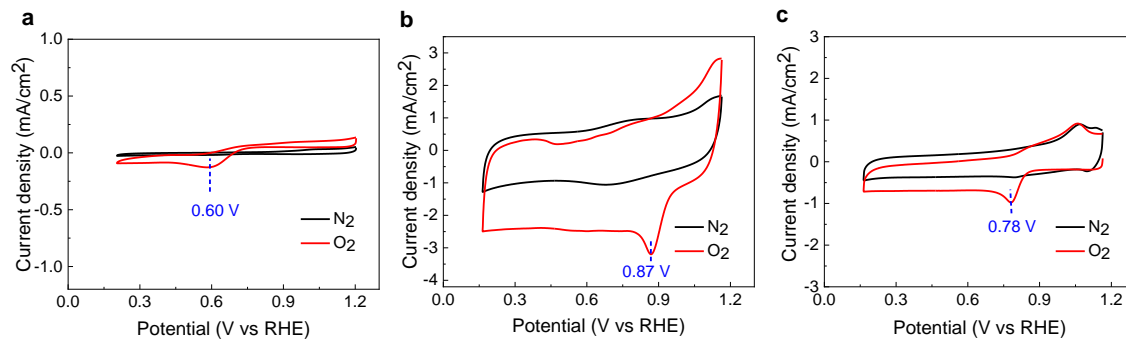 a
Current density (mA/cm²)
1.0
0.5
0.0
-0.5
-1.0
0.60 V
N₂
O₂
0.0 0.3 0.6 0.9 1.2
Potential (V vs RHE)
b
Current density (mA/cm²)
3
2
1
0
-1
-2
-3
-4
N₂
O₂
0.87 V
0.0 0.3 0.6 0.9 1.2
Potential (V vs RHE)
c
Current density (mA/cm²)
3
2
1
0
-1
-2
-3
0.78 V
N₂
O₂
0.0 0.3 0.6 0.9 1.2
Potential (V vs RHE)